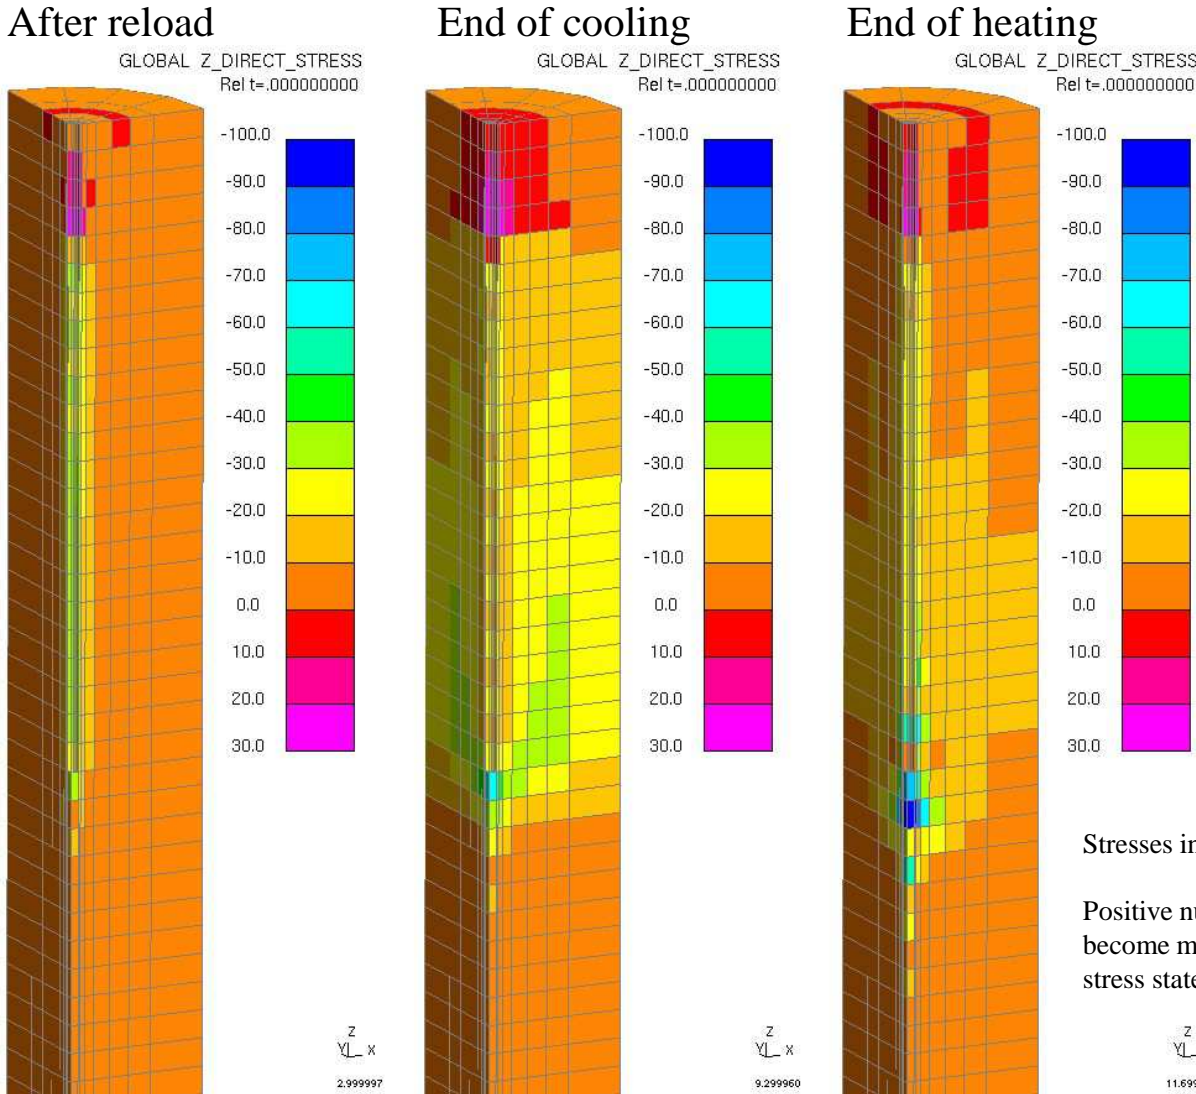 After reload
GLOBAL Z_DIRECT_STRESS
Rel t=.000000000
-100.0
-90.0
-80.0
-70.0
-60.0
-50.0
-40.0
-30.0
-20.0
-10.0
0.0
10.0
20.0
30.0
Z
Y X
2.999997
End of cooling
GLOBAL Z_DIRECT_STRESS
Rel t=.000000000
-100.0
-90.0
-80.0
-70.0
-60.0
-50.0
-40.0
-30.0
-20.0
-10.0
0.0
10.0
20.0
30.0
Z
Y X
9.299960
End of heating
GLOBAL Z_DIRECT_STRESS
Rel t=.000000000
-100.0
-90.0
-80.0
-70.0
-60.0
-50.0
-40.0
-30.0
-20.0
-10.0
0.0
10.0
20.0
30.0
Stresses in
Positive nu
become m
stress state
Z
Y
11.699